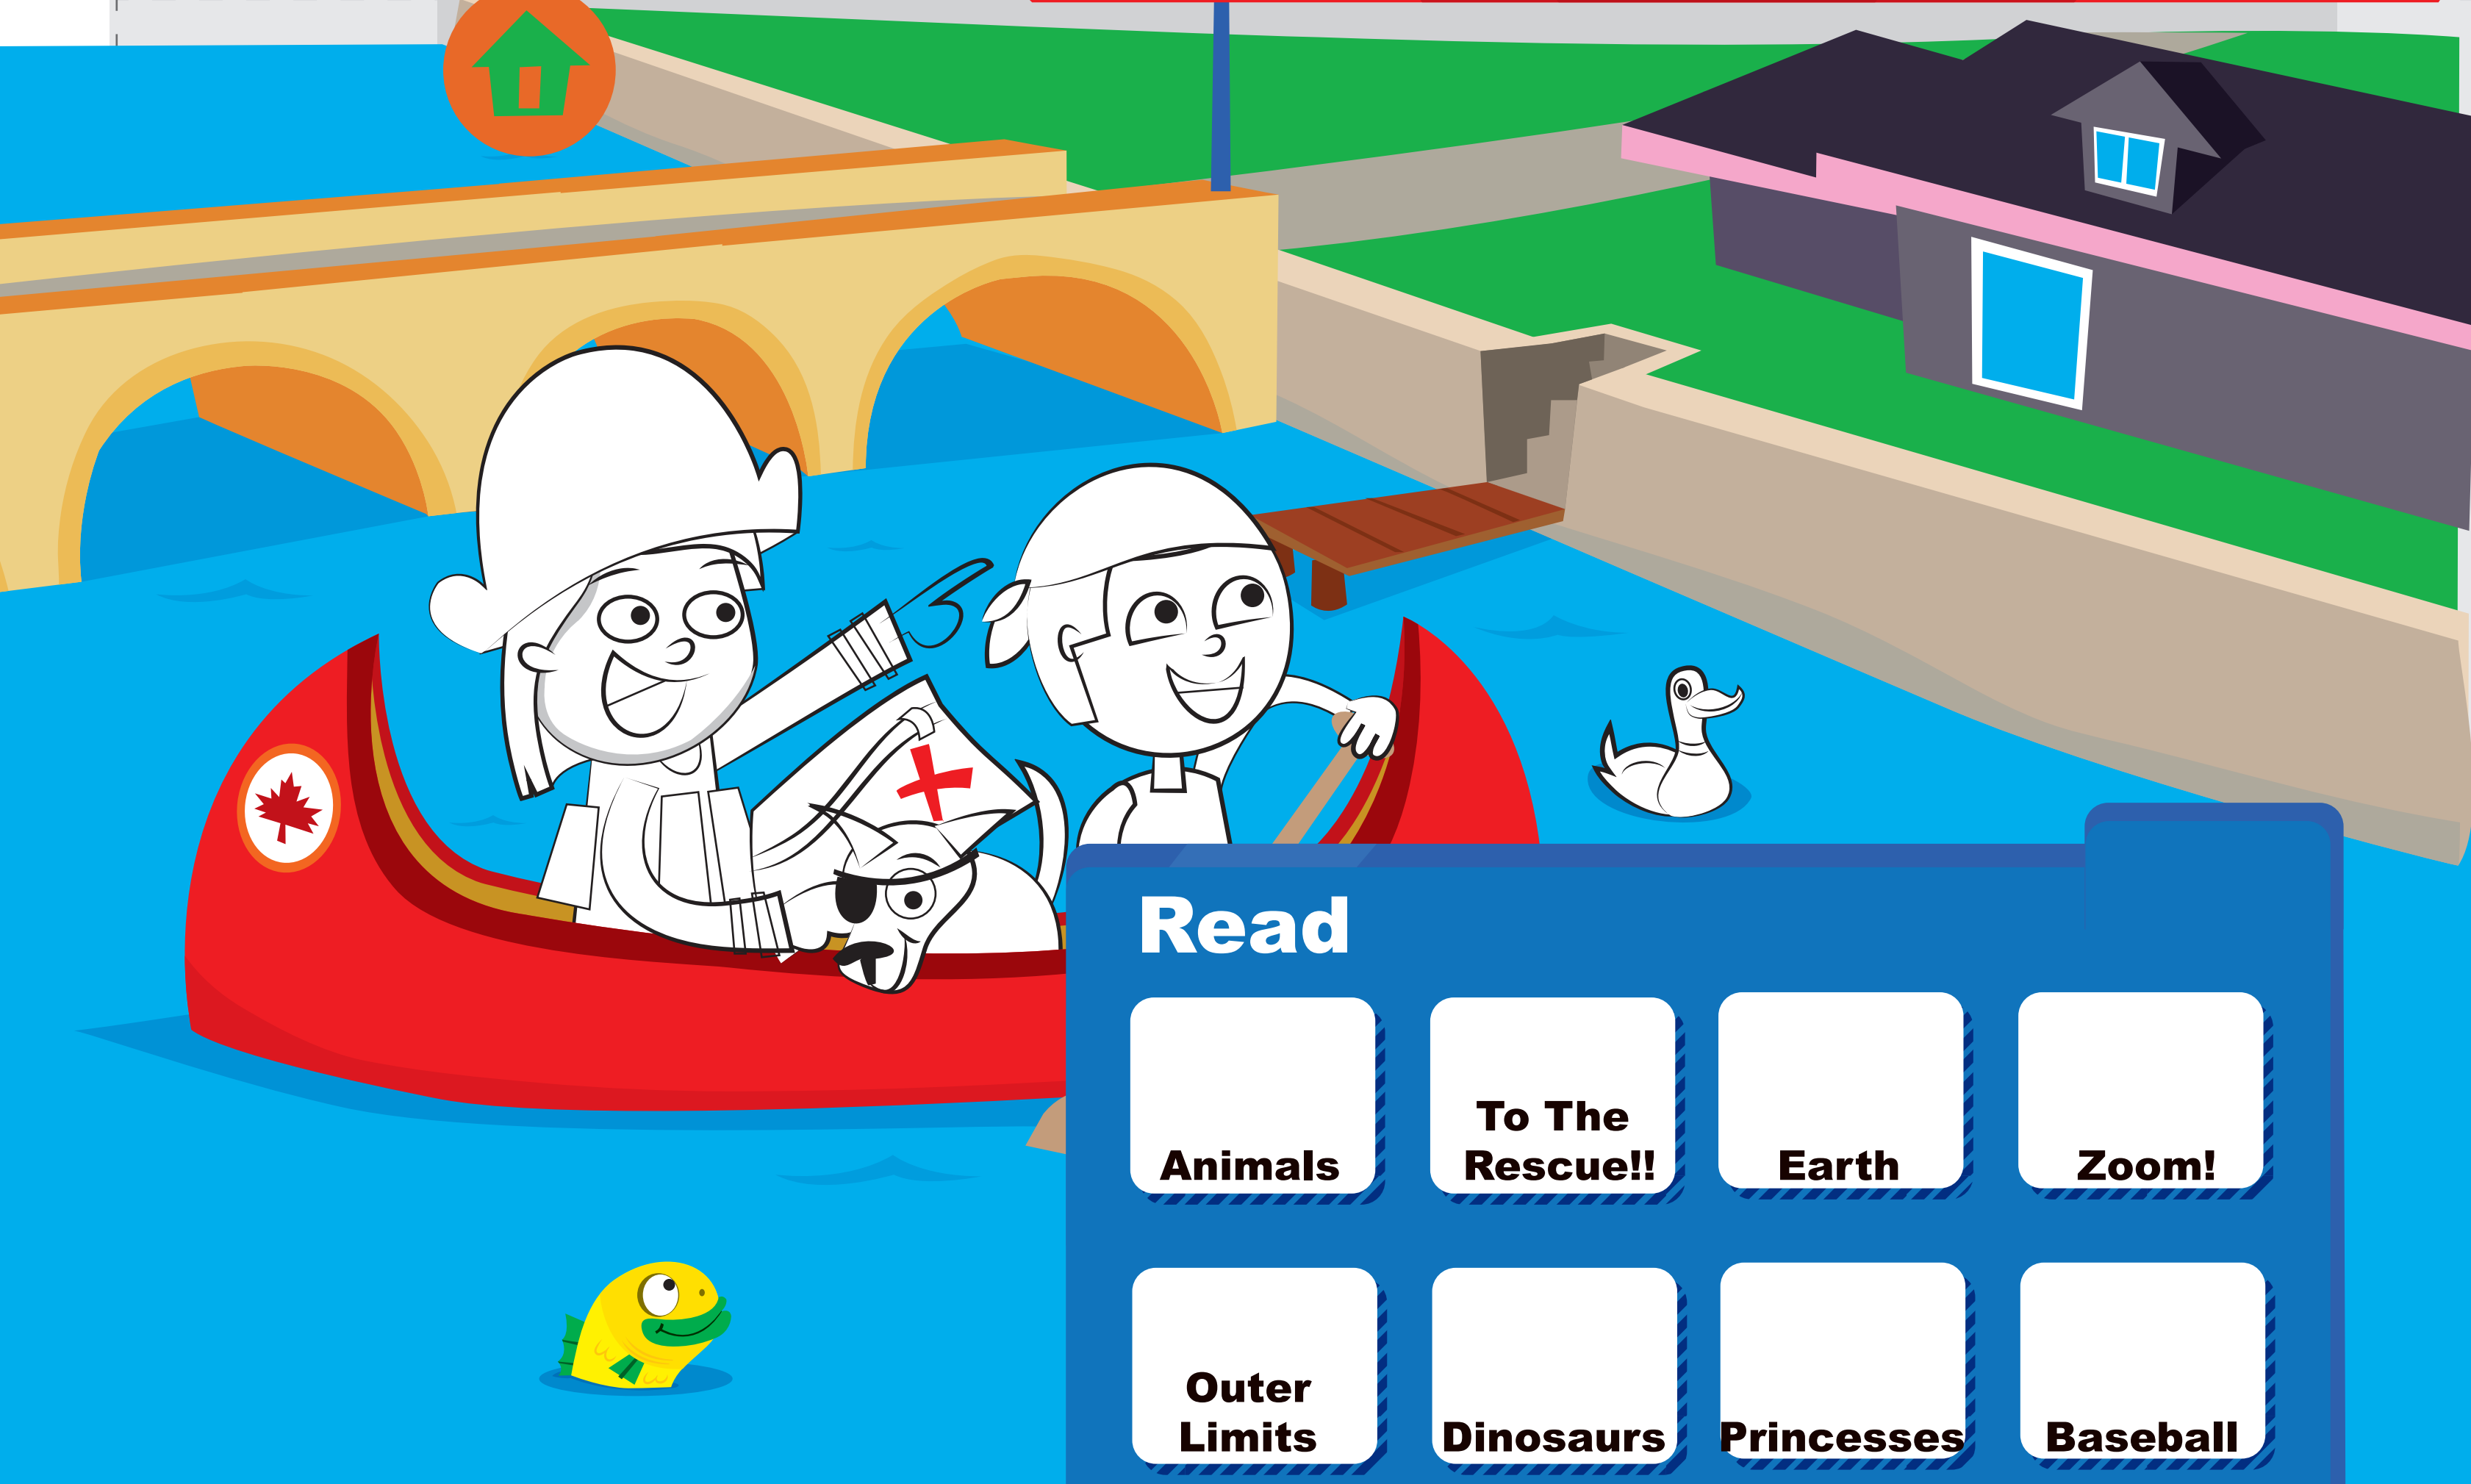 Read
Animals
To The
Rescue!!
Earth
Zoom!
Outer
Limits
Dinosaurs
Princesses
Baseball